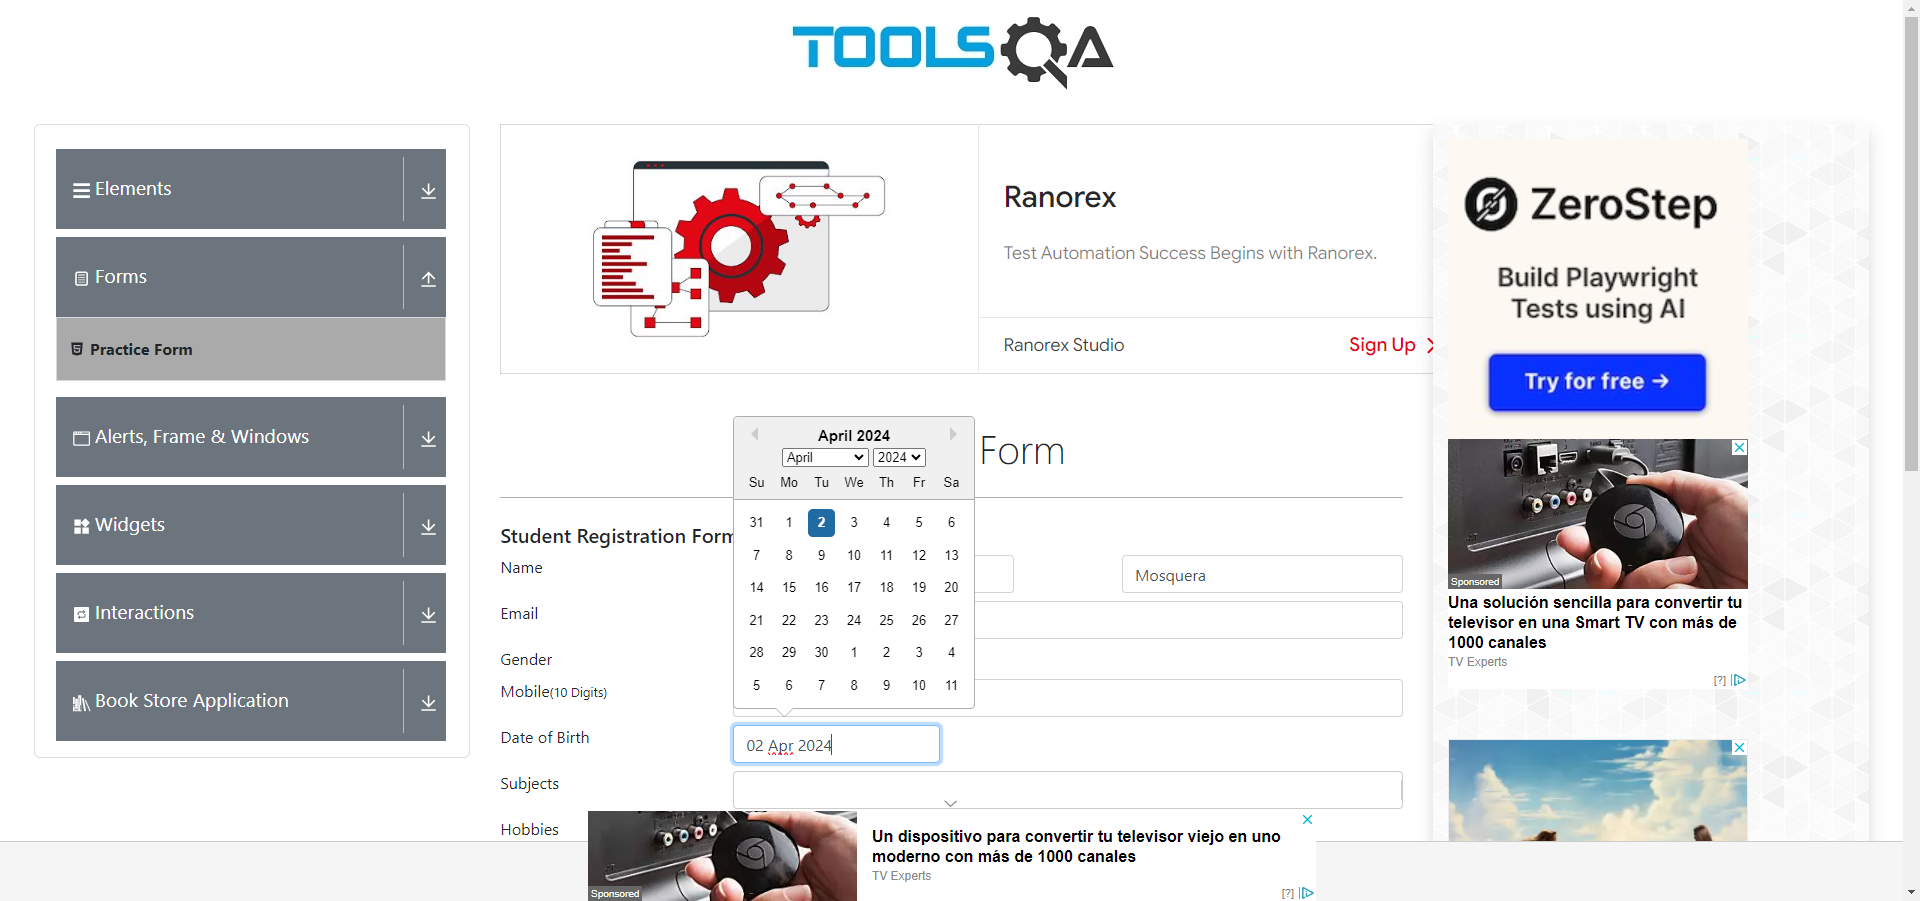 TOOLSQA
Elements
Forms
Practice Form
Alerts, Frame & Windows
Widgets
Interactions
Book Store Application
Ranorex
Test Automation Success Begins with Ranorex.
Ranorex Studio
Sign Up
Form
April 2024
April
2024
Su Mo Tu We Th Fr Sa
31 1 2 3 4 5 6
7 8 9 10 11 12 13
14 15 16 17 18 19 20
21 22 23 24 25 26 27
28 29 30 1 2 3 4
5 6 7 8 9 10 11
Student Registration Form
Name
Mosquera
Email
Gender
Mobile(10 Digits)
Date of Birth
02 Apr 2024
Subjects
Hobbies
ZeroStep
Build Playwright
Tests using AI
Try for free →
Sponsored
Una solución sencilla para convertir tu
televisor en una Smart TV con más de
1000 canales
TV Experts
[?]
Sponsored
Un dispositivo para convertir tu televisor viejo en uno
moderno con más de 1000 canales
TV Experts
[?]